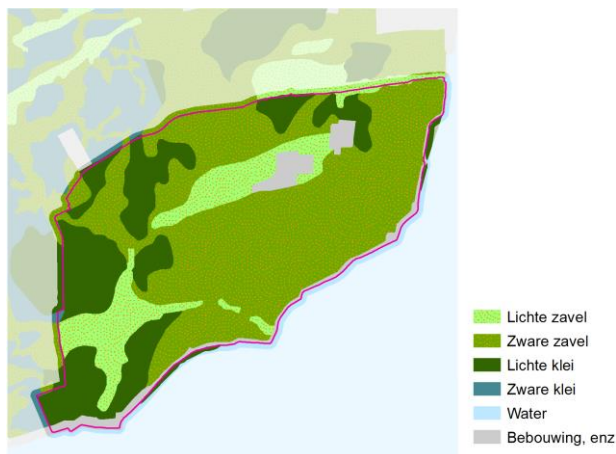 Lichte zavel
Zware zavel
Lichte klei
Zware klei
Water
Bebouwing, enz